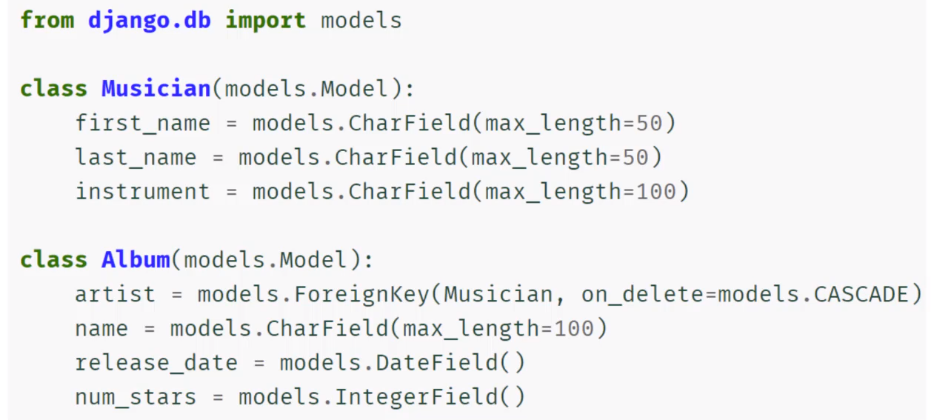 from django.db import models
class Musician(models.Model):
    first_name = models.CharField(max_length=50)
    last_name = models.CharField(max_length=50)
    instrument = models.CharField(max_length=100)
class Album(models.Model):
    artist = models.ForeignKey(Musician, on_delete=models.CASCADE)
    name = models.CharField(max_length=100)
    release_date = models.DateField()
    num_stars = models.IntegerField()